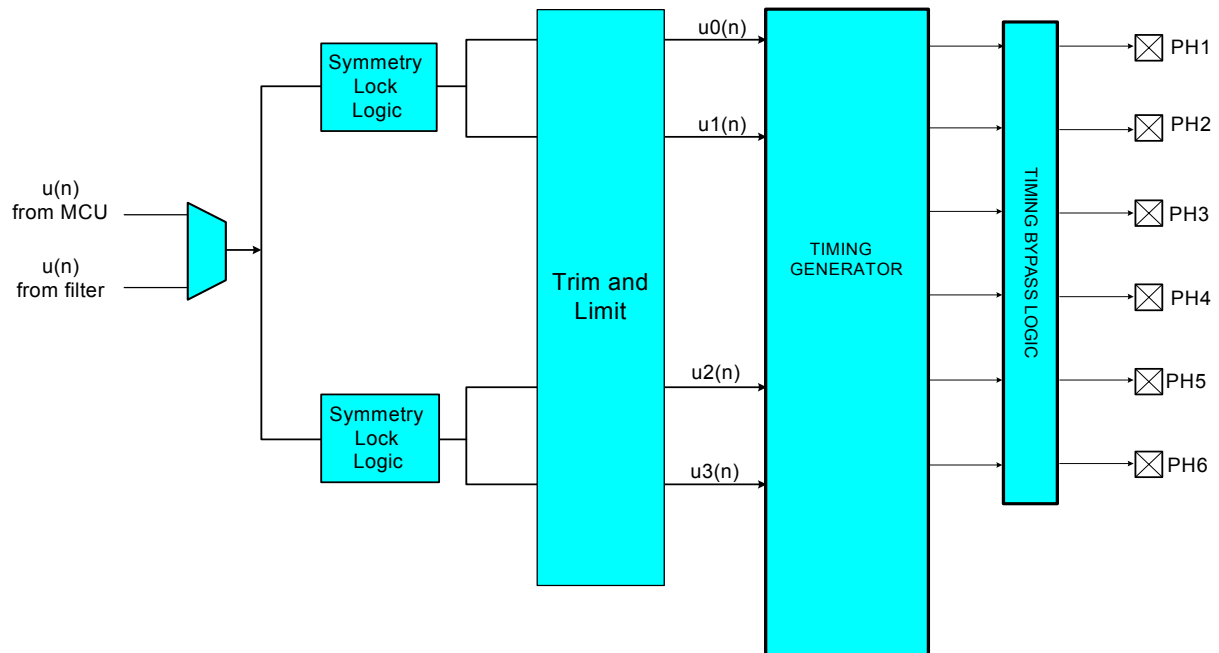 u(n)
from MCU
u(n)
from filter
Symmetry
Lock
Logic
Symmetry
Lock
Logic
Trim and
Limit
u0(n)
u1(n)
u2(n)
u3(n)
TIMING
GENERATOR
TIMING BYPASS LOGIC
PH1
PH2
PH3
PH4
PH5
PH6